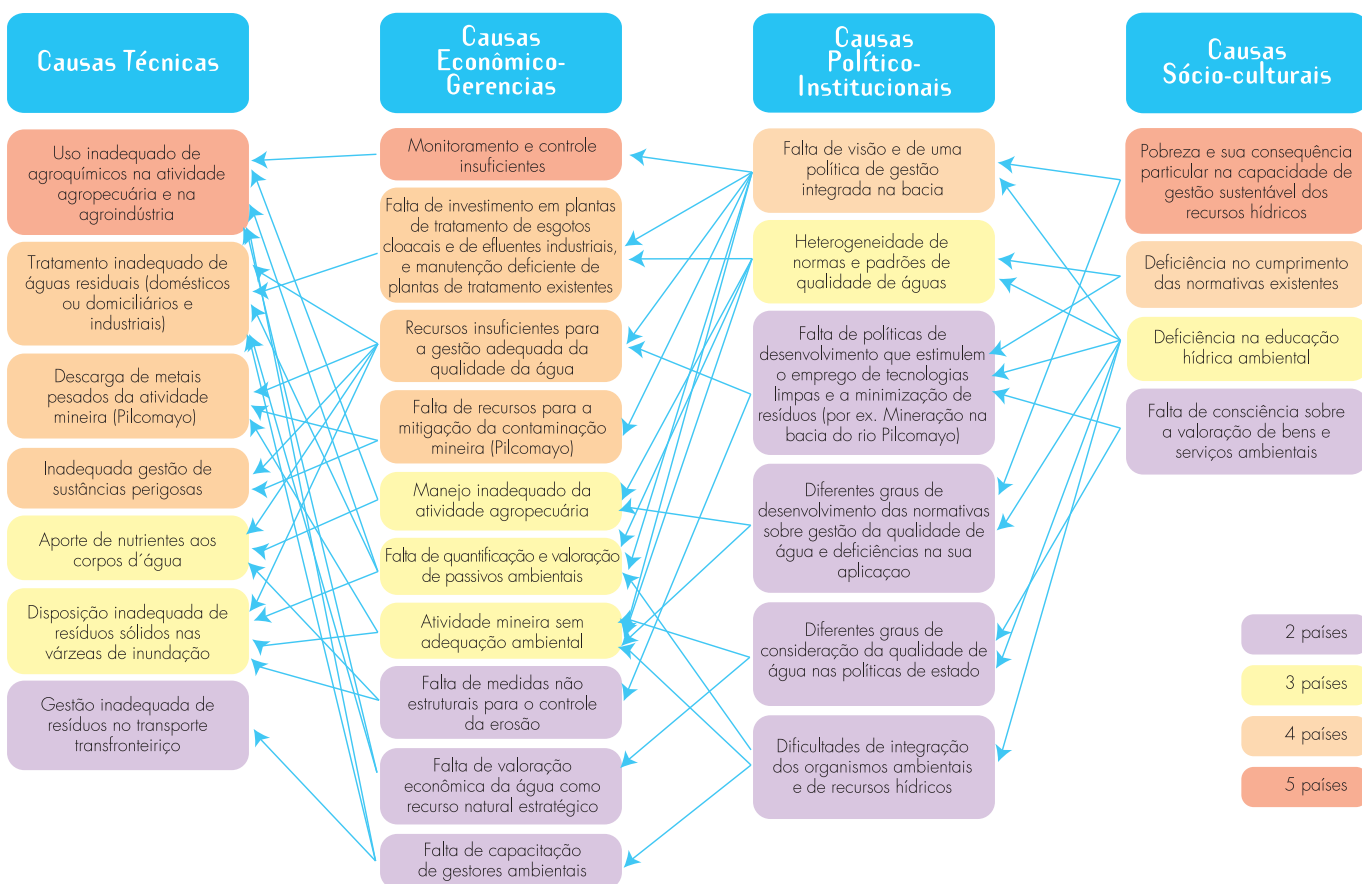 Causas Técnicas
Uso inadequado de
agroquímicos na atividade
agropecuária e na
agroindústria
Tratamento inadequado de
águas residuais (domésticos
ou domiciliários e
industriais)
Descarga de metais
pesados da atividade
mineira (Pilcomayo)
Inadequada gestão de
sustâncias perigosas
Aporte de nutrientes aos
corpos d´água
Disposição inadequada de
resíduos sólidos nas
várzeas de inundação
Gestão inadequada de
resíduos no transporte
transfronteiriço
Causas
Econômico-
Gerencias
Monitoramento e controle
insuficientes
Falta de investimento em plantas
de tratamento de esgotos
cloacais e de efluentes industriais,
e manutenção deficiente de
plantas de tratamento existentes
Recursos insuficientes para
a gestão adequada da
qualidade da água
Falta de recursos para a
mitigação da contaminação
mineira (Pilcomayo)
Manejo inadequado da
atividade agropecuária
Falta de quantificação e valoração
de passivos ambientais
Atividade mineira sem
adequação ambiental
Falta de medidas não
estruturais para o controle
da erosão
Falta de valoração
econômica da água como
recurso natural estratégico
Falta de capacitação
de gestores ambientais
Causas
Político-
Institucionais
Falta de visão e de uma
política de gestão
integrada na bacia
Heterogeneidade de
normas e padrões de
qualidade de águas
Falta de políticas de
desenvolvimento que estimulem
o emprego de tecnologias
limpas e a minimização de
resíduos (por ex. Mineração na
bacia do rio Pilcomayo)
Diferentes graus de
desenvolvimento das normativas
sobre gestão da qualidade de
água e deficiências na sua
aplicaçao
Diferentes graus de
consideração da qualidade de
água nas políticas de estado
Dificultades de integração
dos organismos ambientais
e de recursos hídricos
Causas
Sócio-culturais
Pobreza e sua consequência
particular na capacidade de
gestão sustentável dos
recursos hídricos
Deficiência no cumprimento
das normativas existentes
Deficiência na educação
hídrica ambiental
Falta de consciência sobre
a valoração de bens e
serviços ambientais
2 países
3 países
4 países
5 países